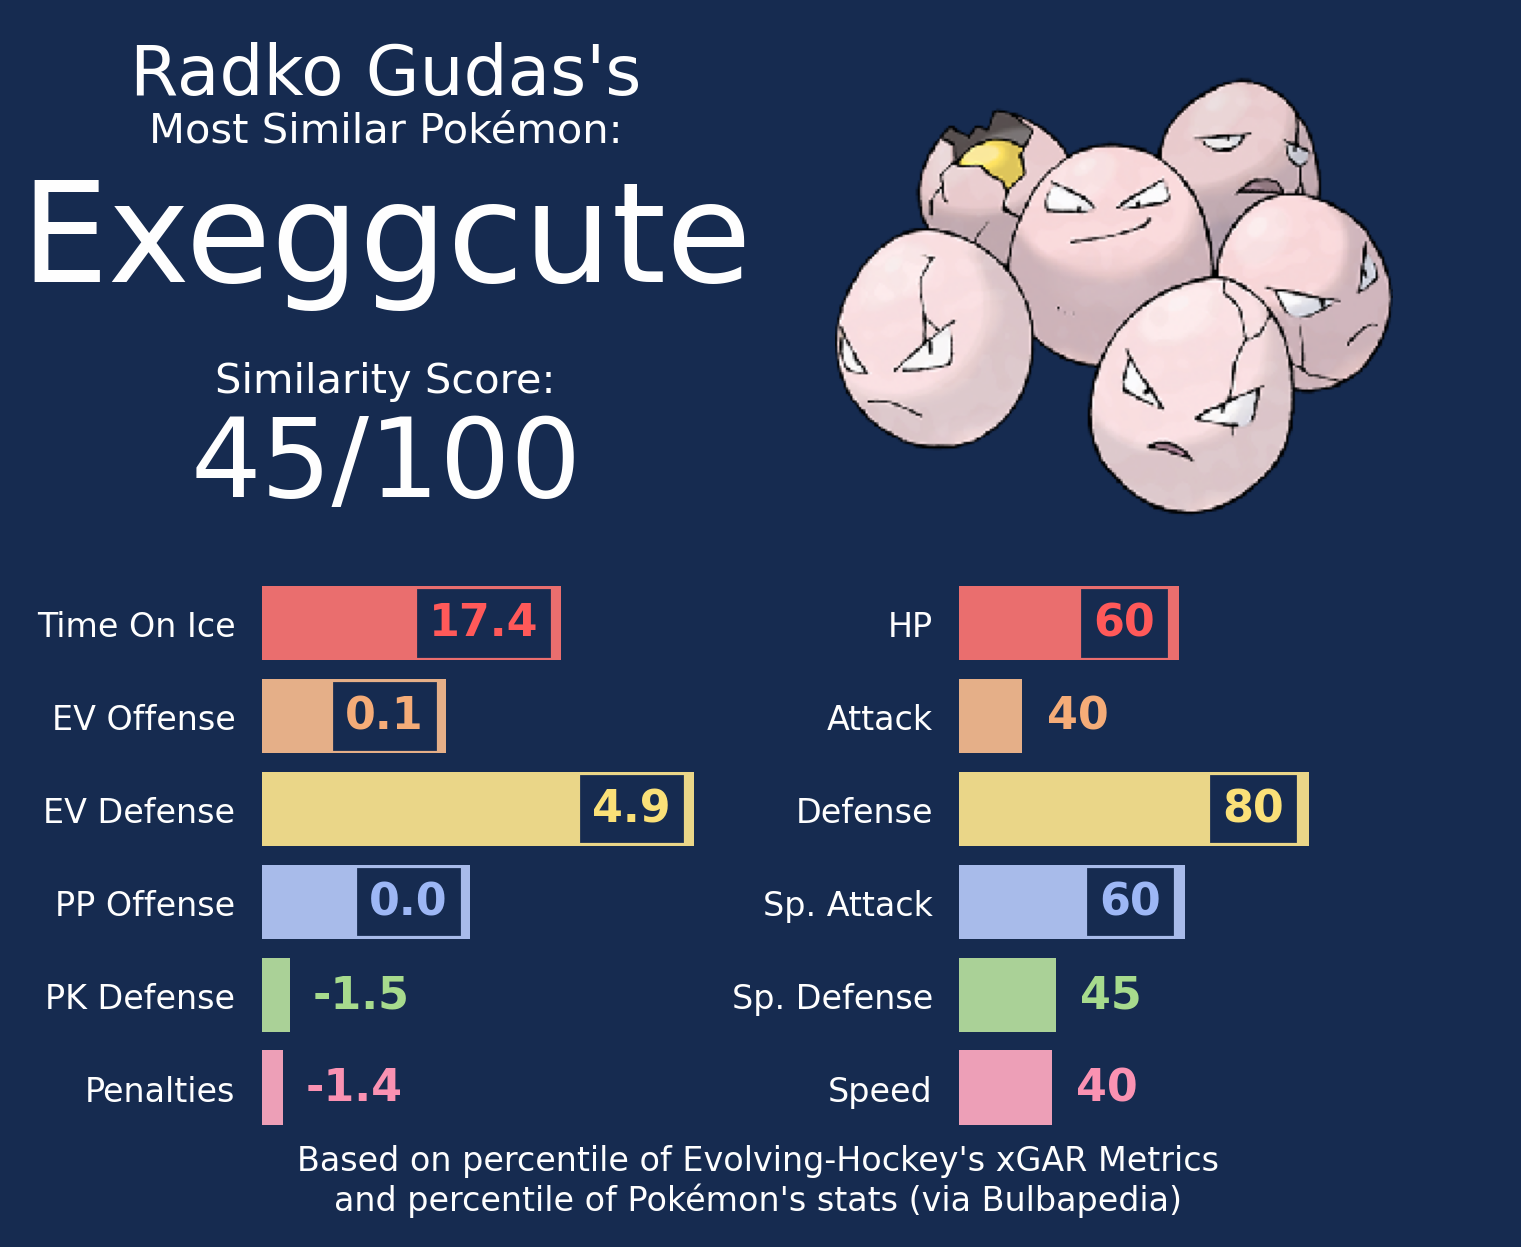 Radko Gudas's
Most Similar Pokémon:
Exeggcute
Similarity Score:
45/100
Time On Ice 17.4
EV Offense 0.1
EV Defense 4.9
PP Offense 0.0
PK Defense -1.5
Penalties -1.4
HP 60
Attack 40
Defense 80
Sp. Attack 60
Sp. Defense 45
Speed 40
Based on percentile of Evolving-Hockey's xGAR Metrics
and percentile of Pokémon's stats (via Bulbapedia)